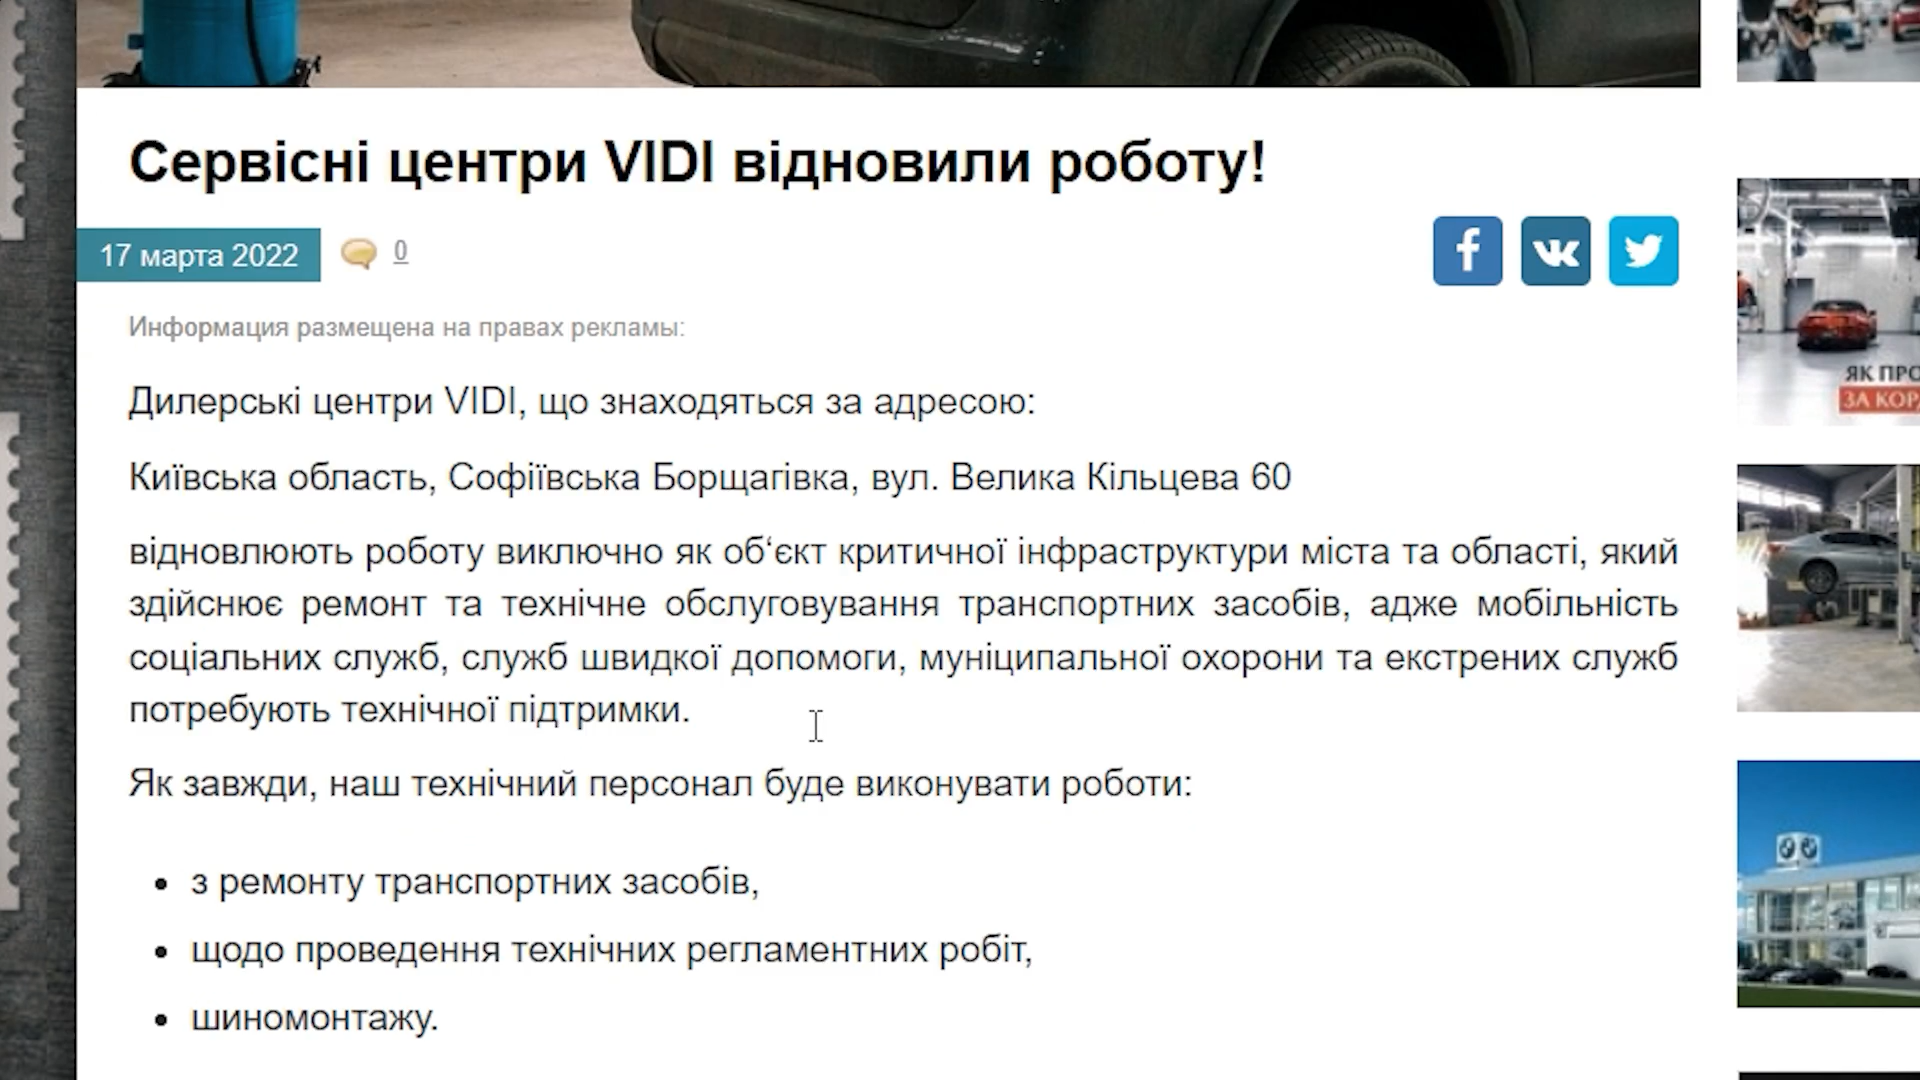 Сервісні центри VIDI відновили роботу!
17 марта 2022
0
Информация размещена на правах рекламы:
Дилерські центри VIDI, що знаходяться за адресою:
Київська область, Софіївська Борщагівка, вул. Велика Кільцева 60
відновлюють роботу виключно як об‘єкт критичної інфраструктури міста та області, який
здійснює ремонт та технічне обслуговування транспортних засобів, адже мобільність
соціальних служб, служб швидкої допомоги, муніципальної охорони та екстрених служб
потребують технічної підтримки.
Як завжди, наш технічний персонал буде виконувати роботи:
• з ремонту транспортних засобів,
• щодо проведення технічних регламентних робіт,
• шиномонтажу.
ЯК ПРО
ЗА КОР